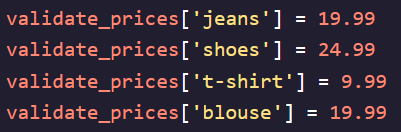 validate_prices['jeans'] = 19.99
validate_prices['shoes'] = 24.99
validate_prices['t-shirt'] = 9.99
validate_prices['blouse'] = 19.99